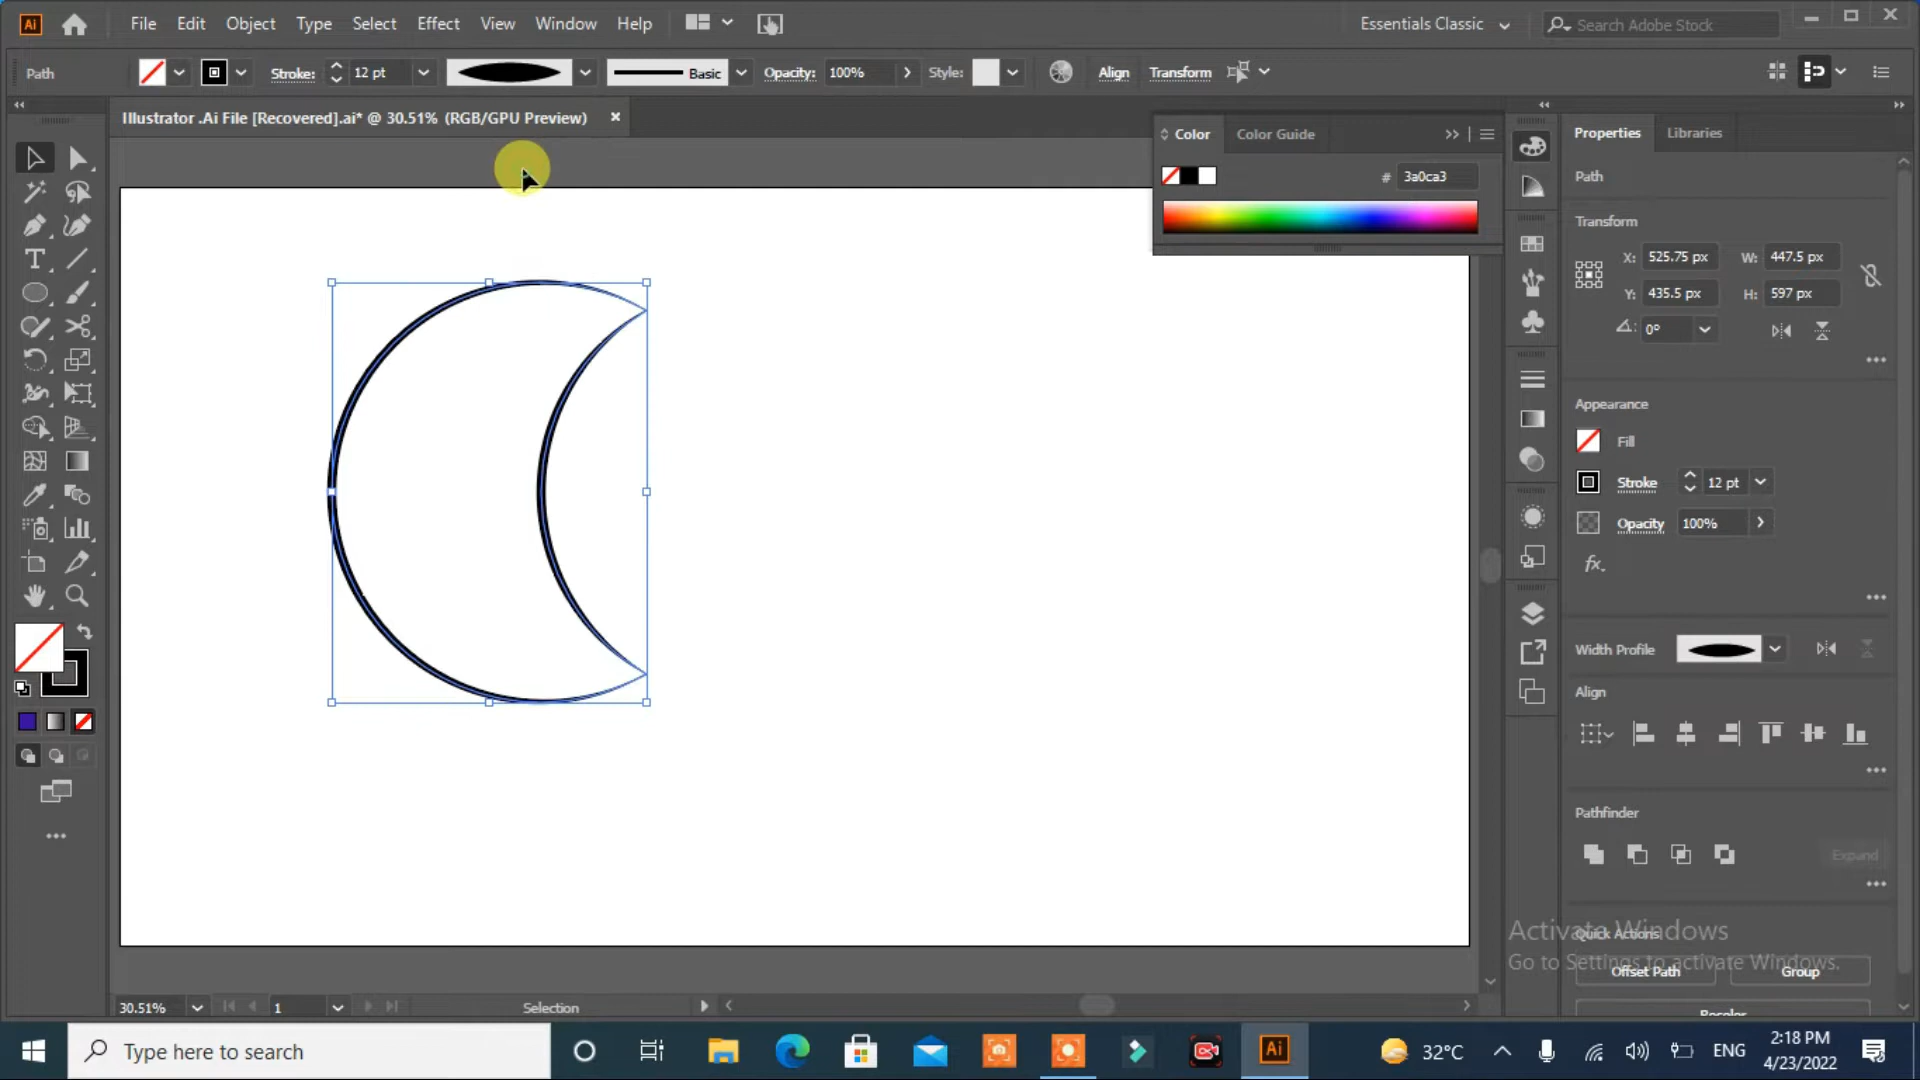 Ai File Edit Object Type Select Effect View Window Help Essentials Classic Search Adobe Stock
Path Stroke: 12 pt Basic Opacity: 100% Style: Align Transform
Illustrator .Ai File [Recovered].ai* @ 30.51% (RGB/GPU Preview) ×
Color Color Guide
# 3a0ca3
Properties Libraries
Path
Transform
X: 525.75 px W: 447.5 px
Y: 435.5 px H: 597 px
0°
Appearance
Fill
Stroke 12 pt
Opacity 100%
fx.
Width Profile
Align
Pathfinder
Expand
Quick Actions
Offset Path Group
Recolor
Activate Windows
Go to Settings to activate Windows.
30.51% 1 Selection
Type here to search
Ai
32°C
ENG
2:18 PM
4/23/2022